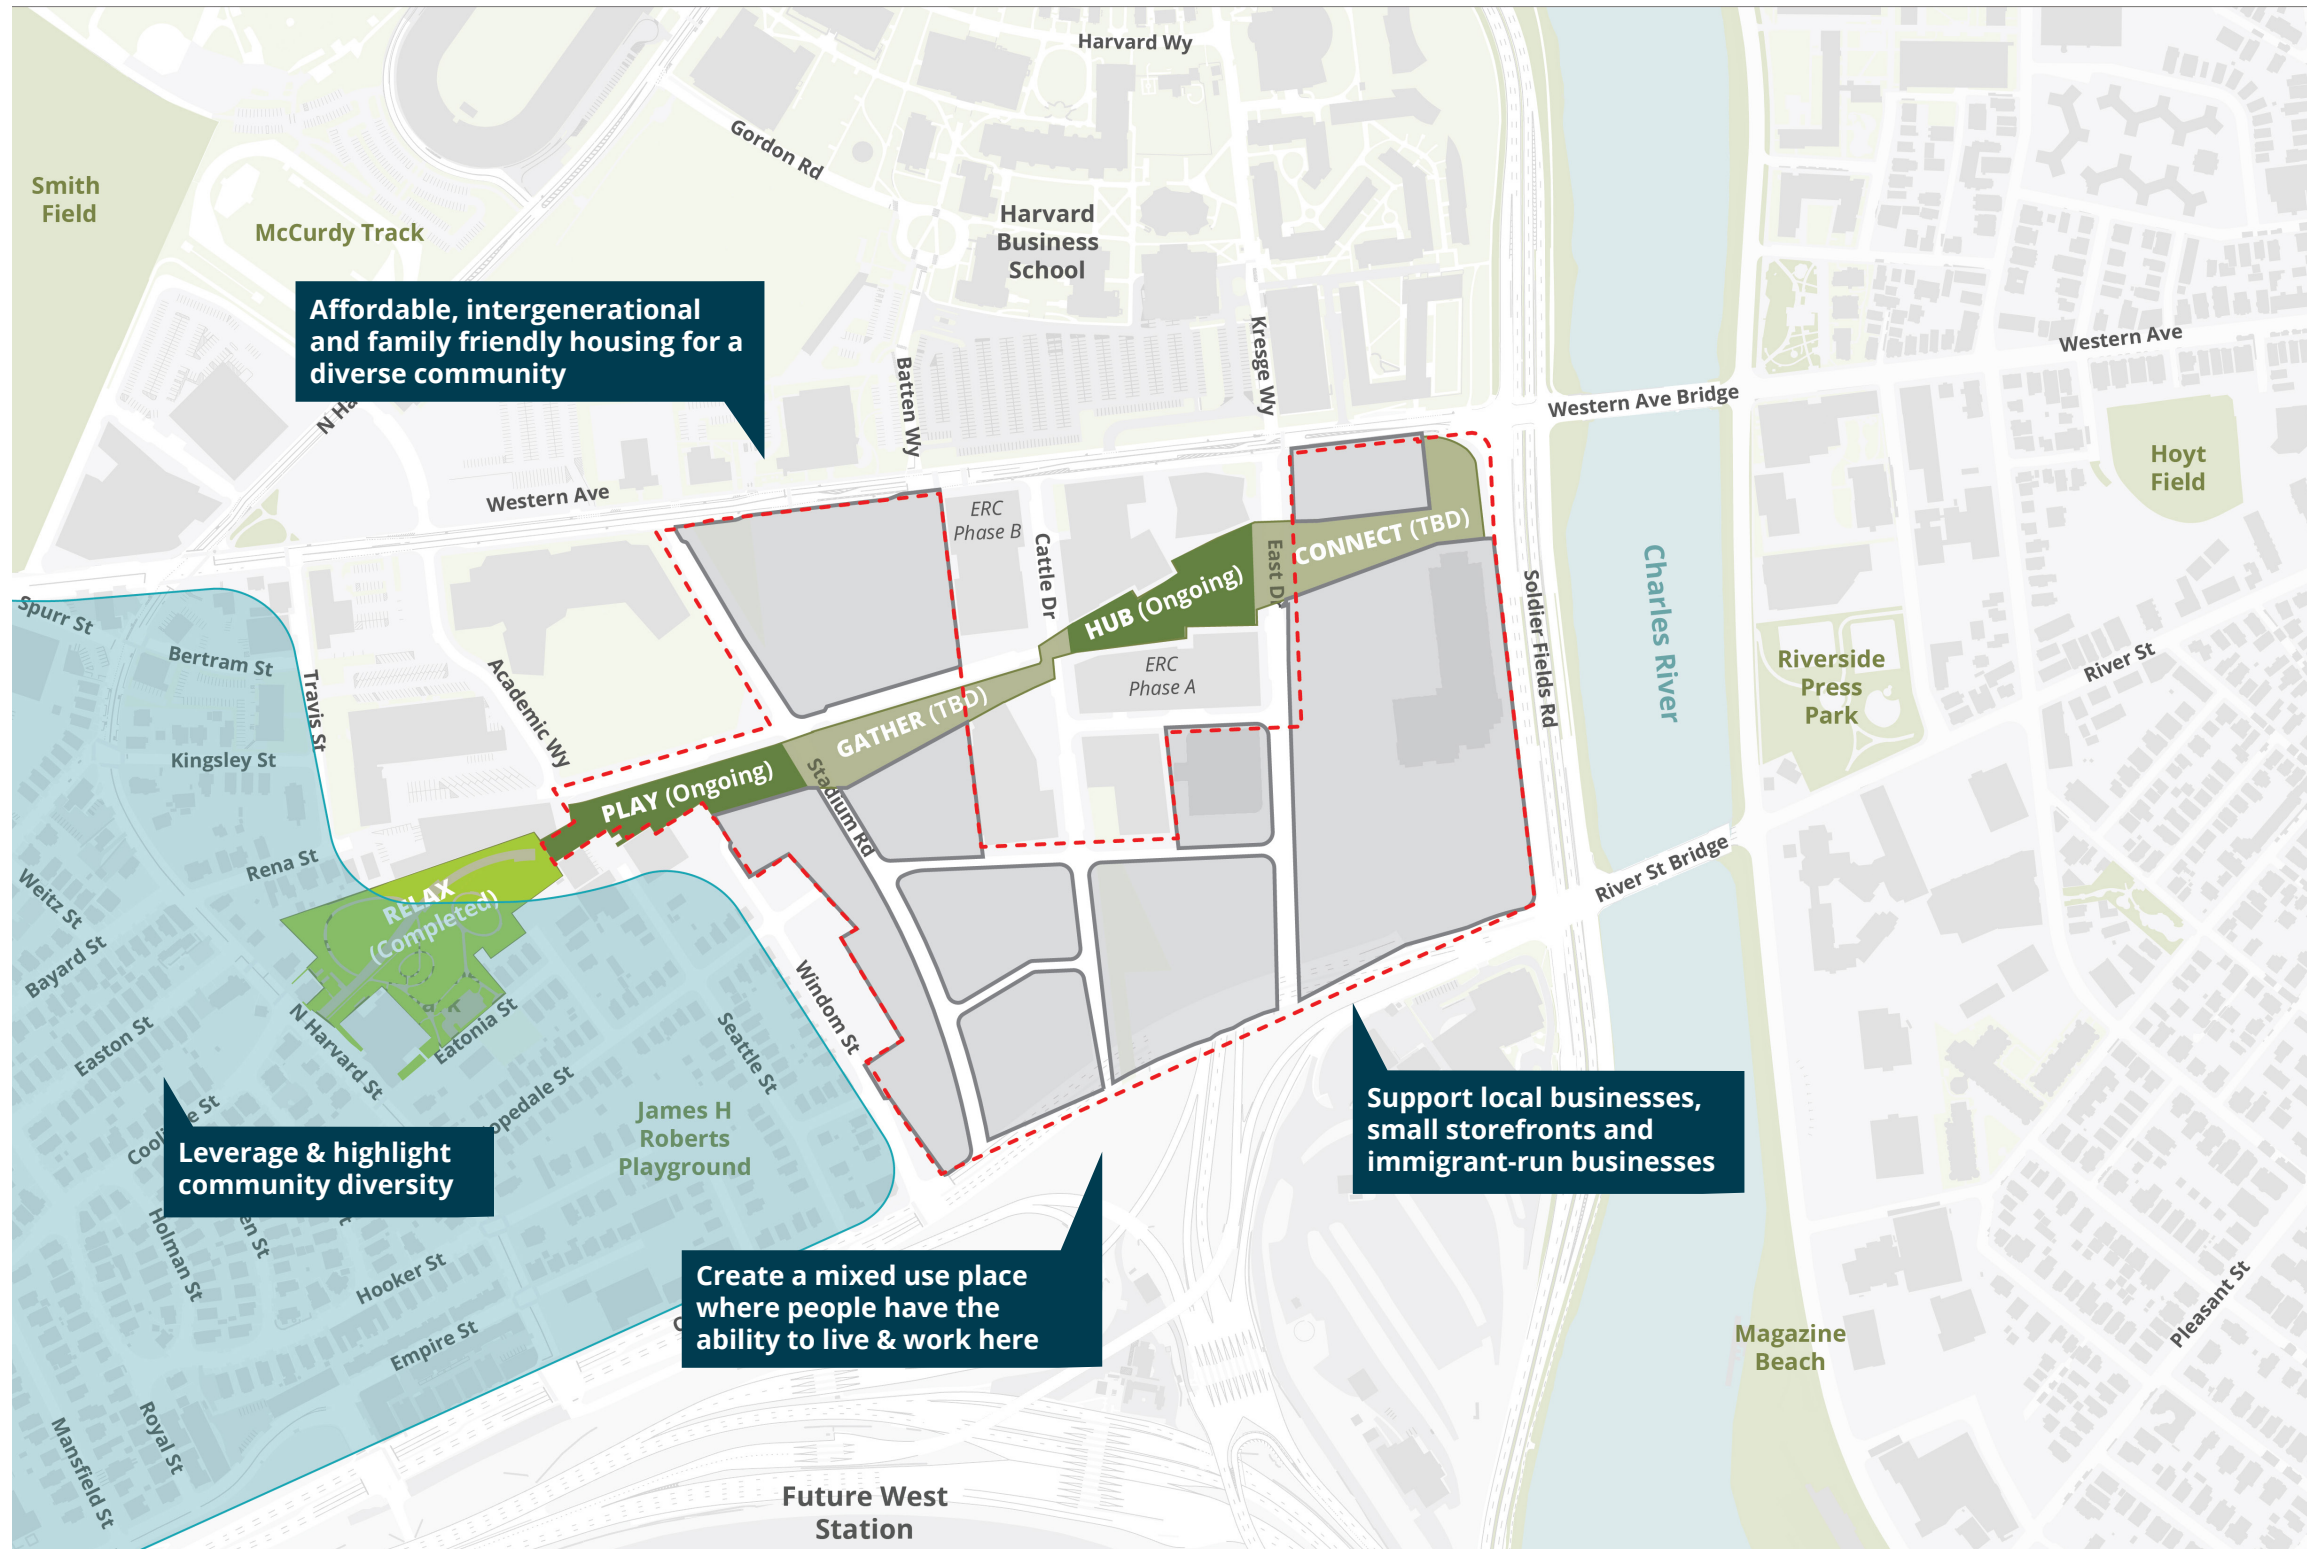 Harvard Wy
Gordon Rd
Smith
Field
McCurdy Track
Harvard
Business
School
Affordable, intergenerational
and family friendly housing for a
diverse community
Batten Wy
Kresge Wy
Western Ave
Western Ave Bridge
Hoyt
Field
Western Ave
ERC
Phase B
Cattle Dr
East Dr
CONNECT (TBD)
HUB (Ongoing)
Soldier Fields Rd
Charles River
Spurr St
Bertram St
Travis St
Academic Wy
ERC
Phase A
Riverside
Press
Park
River St
Kingsley St
GATHER (TBD)
PLAY (Ongoing)
Stadium Rd
Rena St
RELAX
(Completed)
Weitz St
Bayard St
River St Bridge
Easton St
N Harvard St
Eatonia St
Windom St
Seattle St
James H
Roberts
Playground
Support local businesses,
small storefronts and
immigrant-run businesses
Leverage & highlight
community diversity
Holman St
Hooker St
Create a mixed use place
where people have the
ability to live & work here
Empire St
Magazine
Beach
Pleasant St
Royal St
Mansfield St
Future West
Station